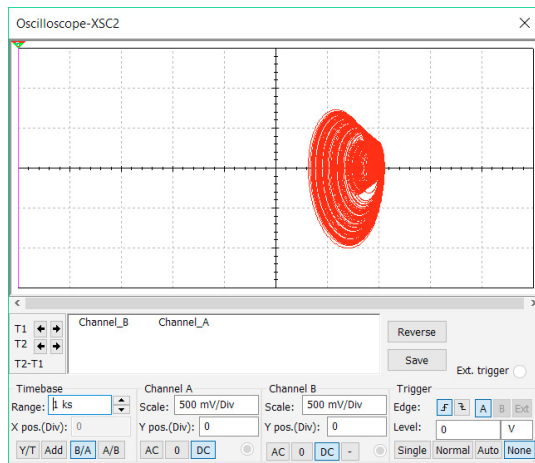 Oscilloscope-XSC2
T1
Channel_B Channel_A
T2
T2-T1
Reverse
Save
Ext. trigger
Timebase
Range: 1 ks
X pos.(Div): 0
Y/T Add B/A A/B
Channel A
Scale: 500 mV/Div
Y pos.(Div): 0
AC 0 DC
Channel B
Scale: 500 mV/Div
Y pos.(Div): 0
AC 0 DC -
Trigger
Edge: A B Ext
Level: 0 V
Single Normal Auto None